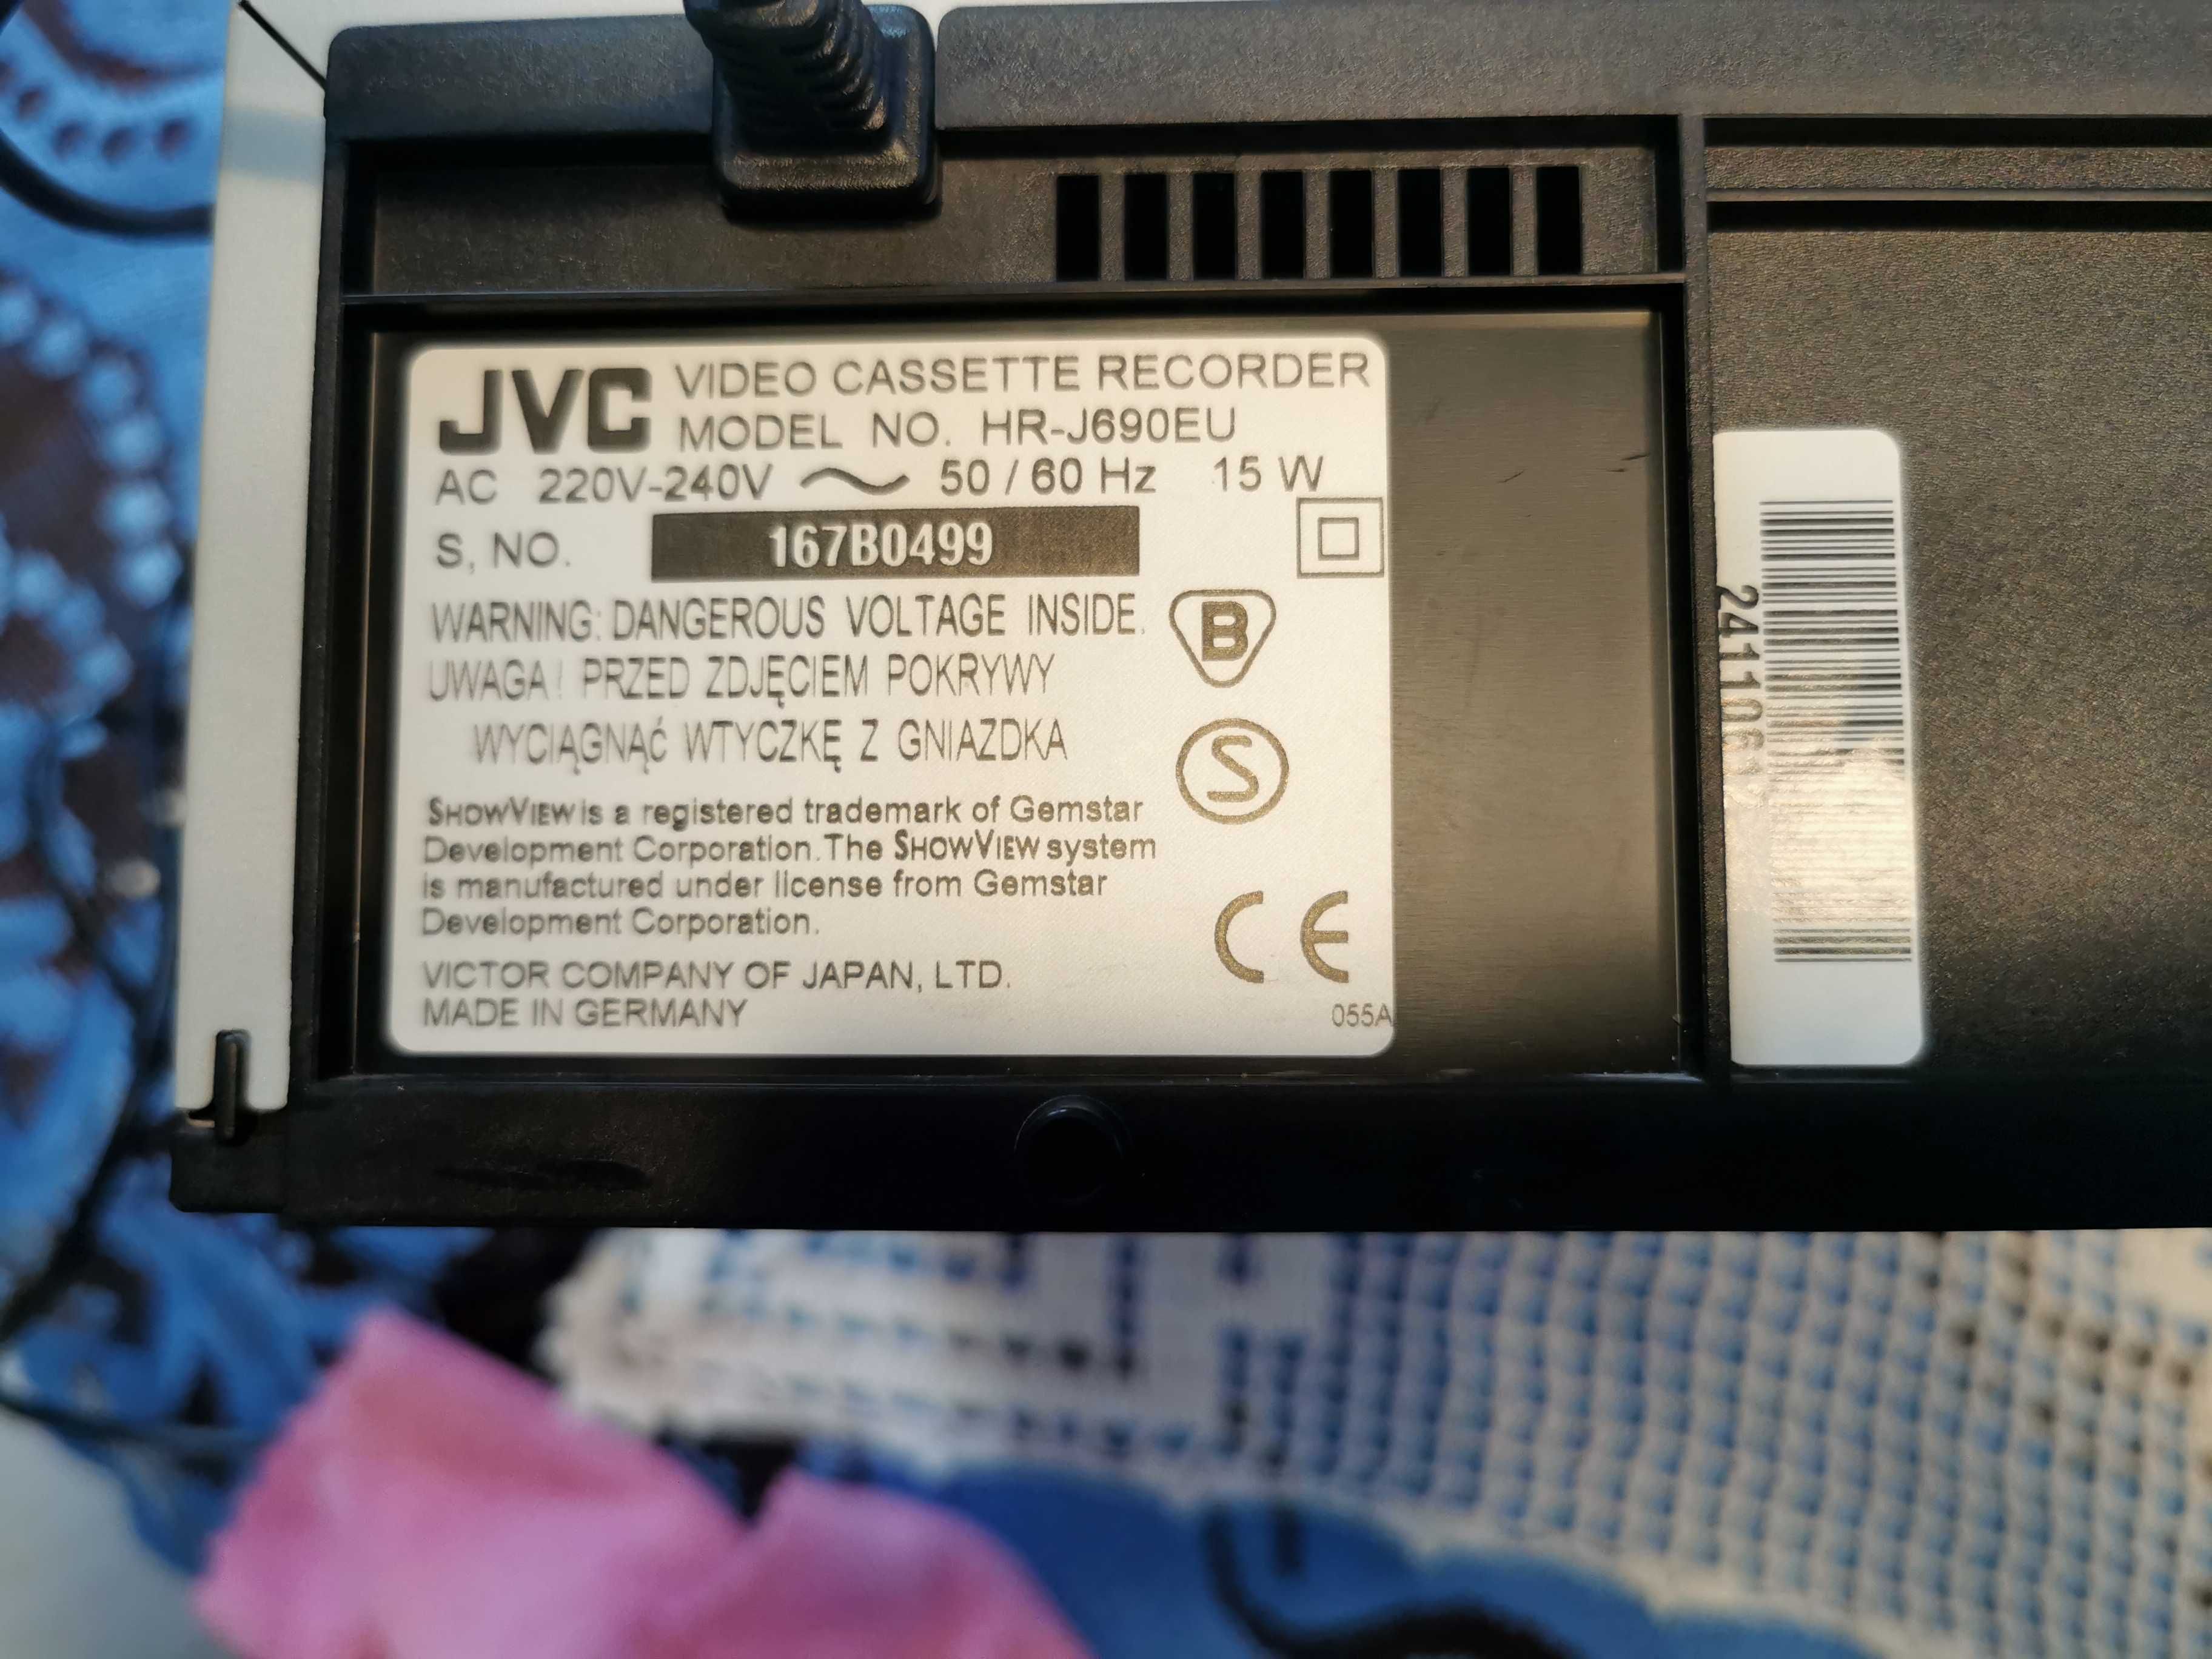 JVC VIDEO CASSETTE RECORDER
MODEL NO. HR-J690EU
AC 220V-240V ~ 50 / 60 Hz 15 W
S, NO. 167B0499
WARNING: DANGEROUS VOLTAGE INSIDE.
UWAGA! PRZED ZDJĘCIEM POKRYWY
WYCIĄGNĄĆ WTYCZKĘ Z GNIAZDKA
B
S
SHOWVIEW is a registered trademark of Gemstar
Development Corporation. The SHOWVIEW system
is manufactured under license from Gemstar
Development Corporation.
CE
VICTOR COMPANY OF JAPAN, LTD.
MADE IN GERMANY
055A